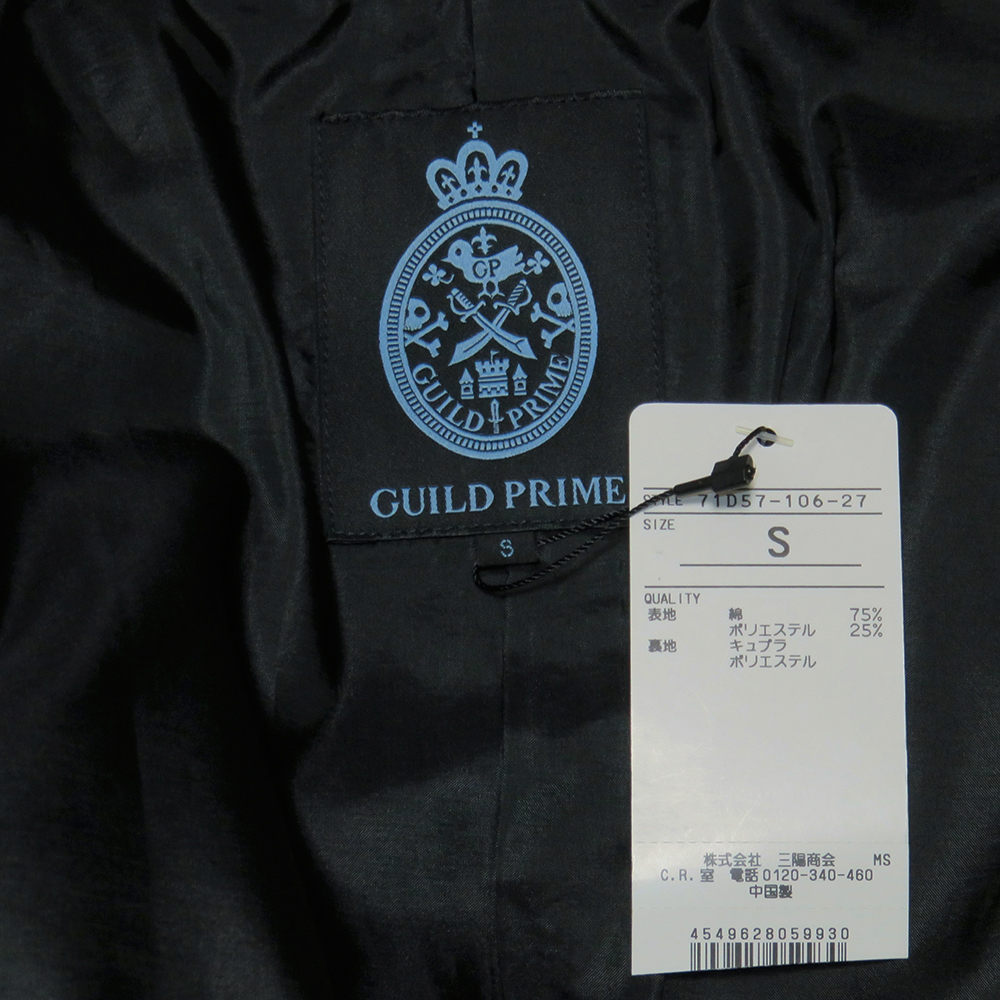 GP
GUILD PRIME
GUILD PRIME
S
STYLE 71D57-106-27
SIZE
S
QUALITY
表地 綿 75%
ポリエステル 25%
裏地 キュプラ
ポリエステル
株式会社 三陽商会 MS
C.R.室 電話0120-340-460
中国製
4549628059930